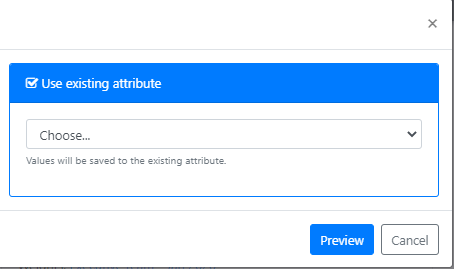 ×
Use existing attribute
Choose...
Values will be saved to the existing attribute.
Preview Cancel